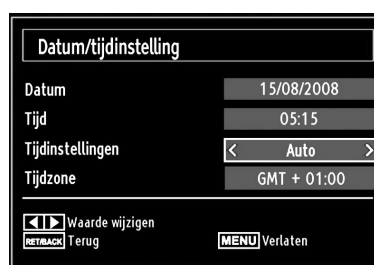 Datum/tijdinstelling
Datum 15/08/2008
Tijd 05:15
Tijdinstellingen < Auto >
Tijdzone GMT + 01:00
Waarde wijzigen
RET/BACK Terug MENU Verlaten